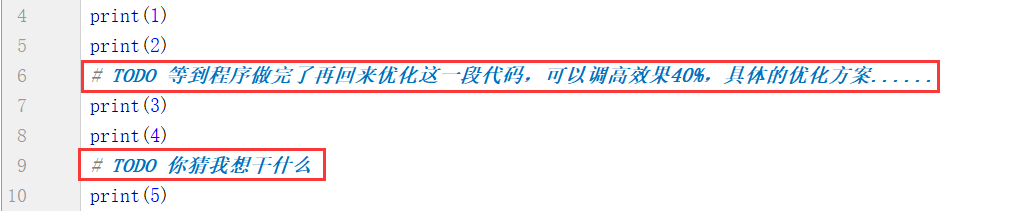 4 print(1)
5 print(2)
6 # TODO 等到程序做完了再回来优化这一段代码，可以调高效果40%，具体的优化方案......
7 print(3)
8 print(4)
9 # TODO 你猜我想干什么
10 print(5)